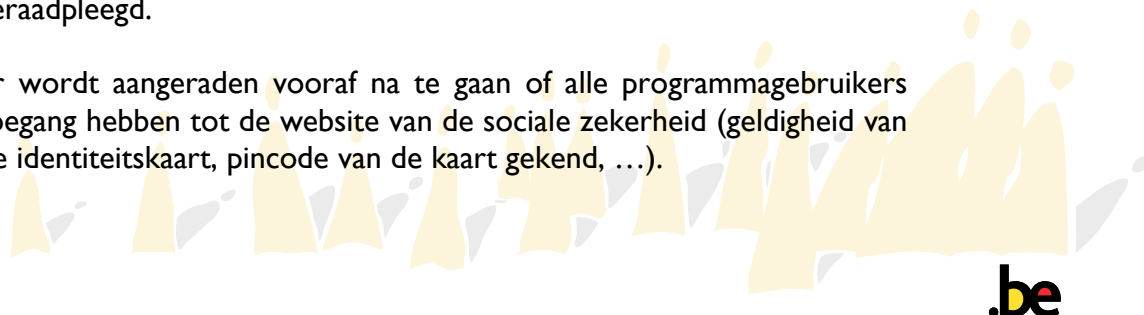 eraadpleegd.
r wordt aangeraden vooraf na te gaan of alle programmagebruikers
oegang hebben tot de website van de sociale zekerheid (geldigheid van
e identiteitskaart, pincode van de kaart gekend, …).
.be